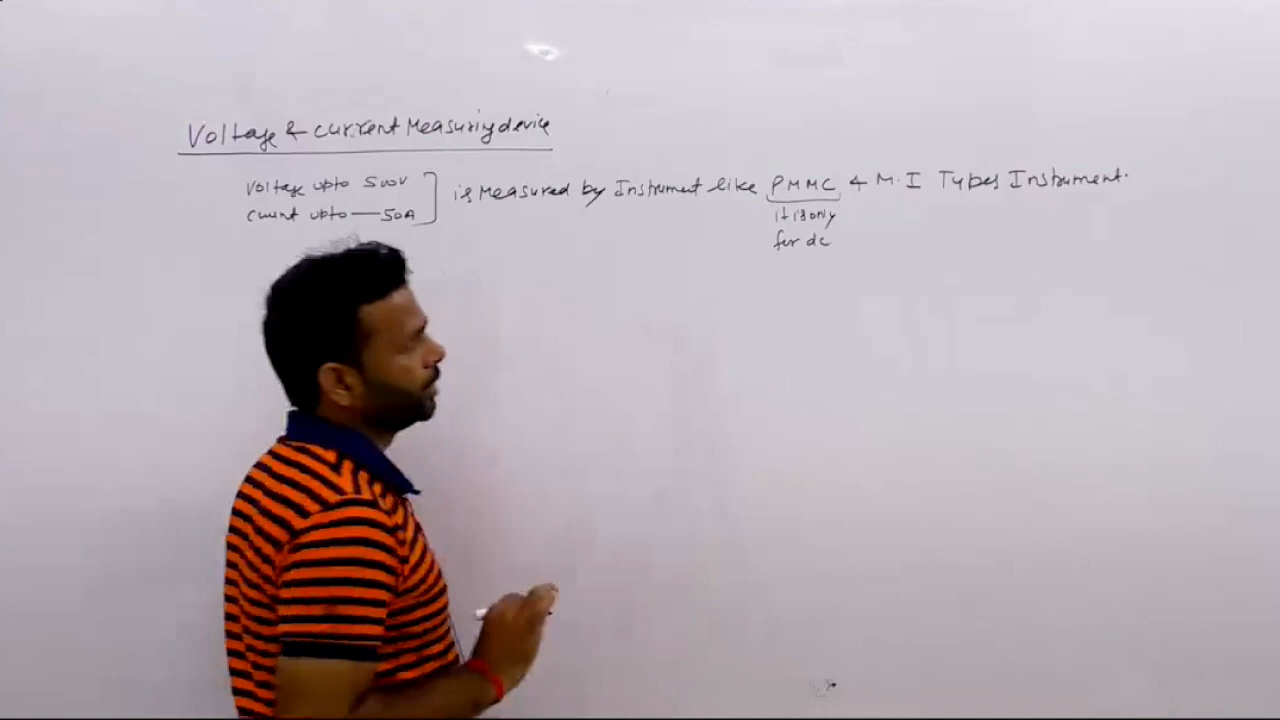 Voltage & current Measuring device
Voltage upto 500V
Current upto — 50A
is Measured by Instrument like PMMC & M.I Types Instrument.
it is only
for dc